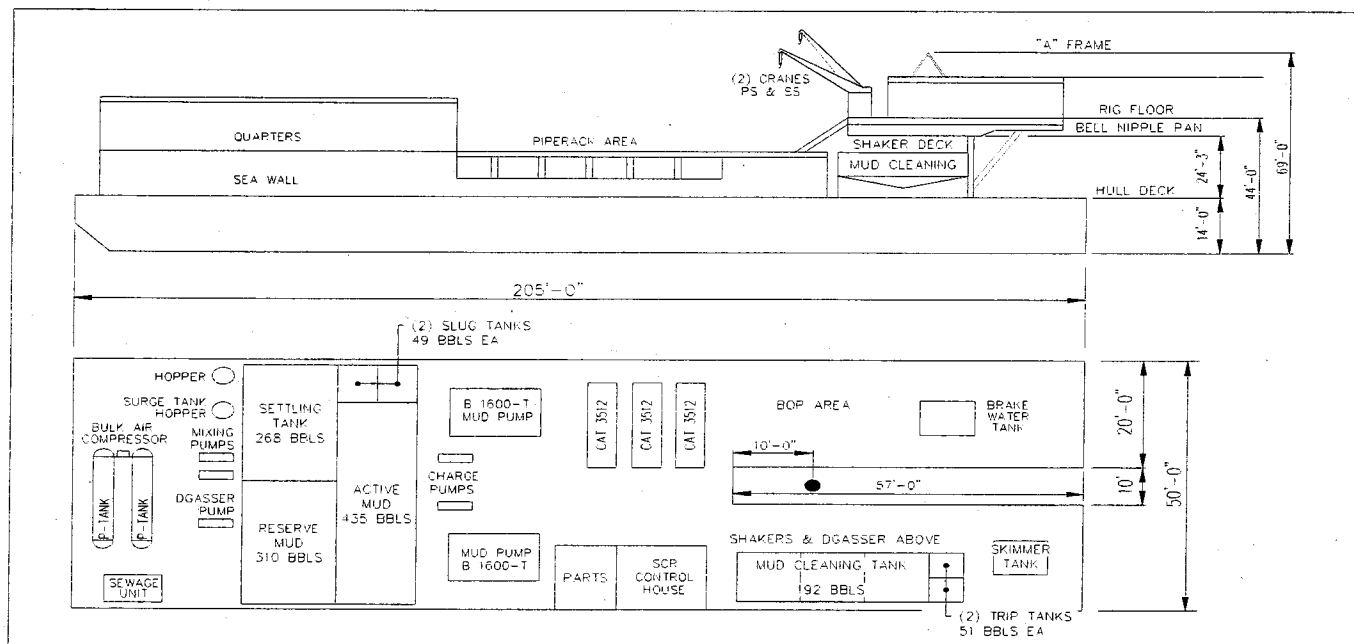 "A" FRAME
(2) CRANES
PS & SS
RIG FLOOR
BELL NIPPLE PAN
QUARTERS
PIPERACK AREA
SHAKER DECK
MUD CLEANING
SEA WALL
HULL DECK
24'-3"
14'-0"
44'-0"
69'-0"
205'-0"
(2) SLUG TANKS
49 BBLS EA
HOPPER
SURGE TANK
HOPPER
BULK AIR
COMPRESSOR
MIXING
PUMPS
DGASSER
PUMP
P-TANK
P-TANK
SEWAGE
UNIT
SETTLING
TANK
268 BBLS
RESERVE
MUD
310 BBLS
ACTIVE
MUD
435 BBLS
B 1600-T
MUD PUMP
CHARGE
PUMPS
MUD PUMP
B 1600-T
CAT 3512
CAT 3512
CAT 3512
PARTS
SCR
CONTROL
HOUSE
BOP AREA
BRAKE
WATER
TANK
10'-0"
57'-0"
20'-0"
10'
50'-0"
SHAKERS & DGASSER ABOVE
MUD CLEANING TANK
192 BBLS
SKIMMER
TANK
(2) TRIP TANKS
51 BBLS EA